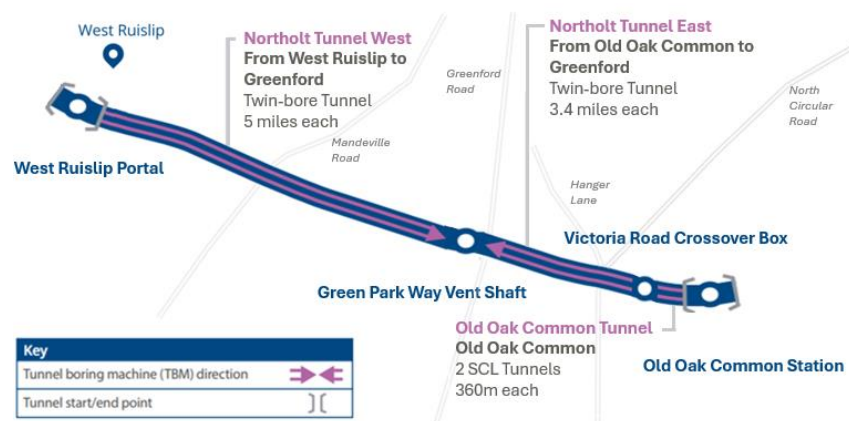 West Ruislip
Northolt Tunnel West
From West Ruislip to
Greenford
Twin-bore Tunnel
5 miles each
Northolt Tunnel East
From Old Oak Common to
Greenford
Twin-bore Tunnel
3.4 miles each
Greenford
Road
North
Circular
Road
Mandeville
Road
West Ruislip Portal
Hanger
Lane
Victoria Road Crossover Box
Green Park Way Vent Shaft
Old Oak Common Tunnel
Old Oak Common
2 SCL Tunnels
360m each
Old Oak Common Station
Key
Tunnel boring machine (TBM) direction
Tunnel start/end point